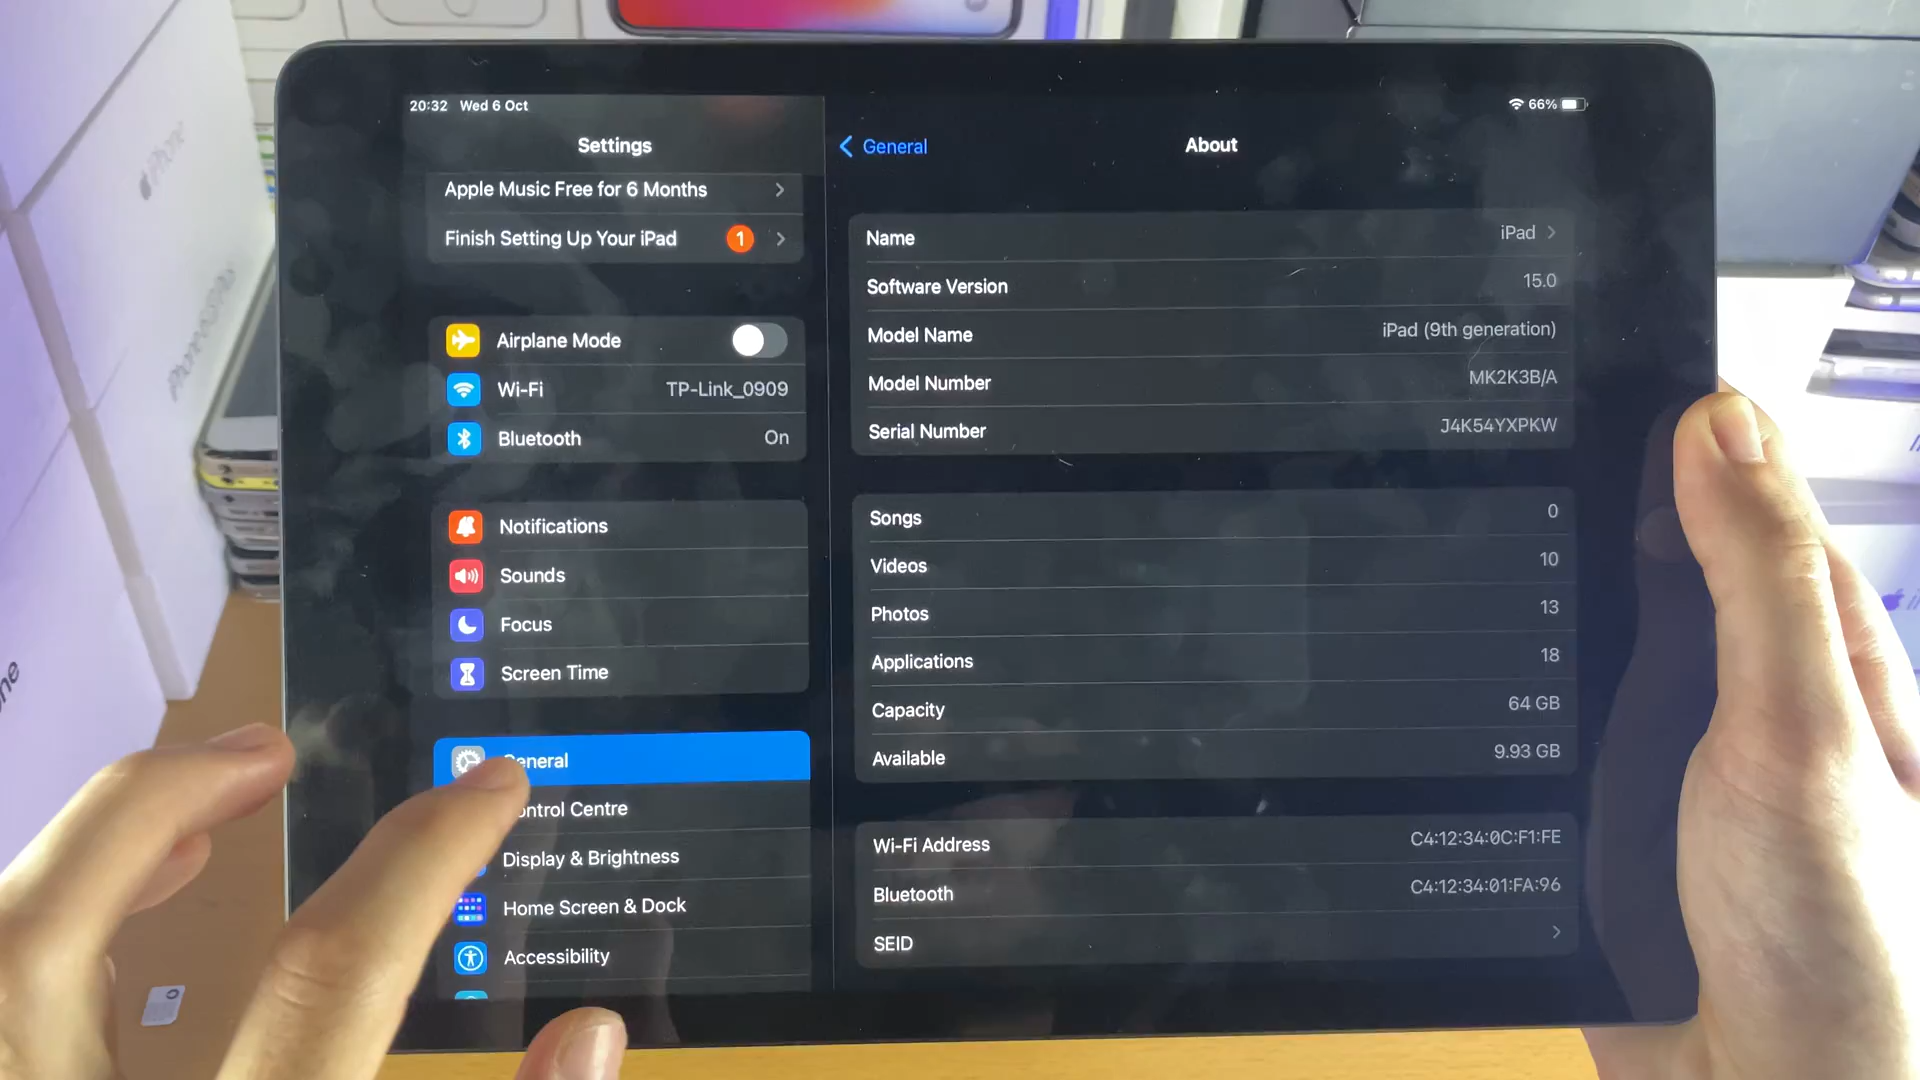 20:32 Wed 6 Oct
66%
Settings
Apple Music Free for 6 Months
Finish Setting Up Your iPad 1
Airplane Mode
Wi-Fi TP-Link_0909
Bluetooth On
Notifications
Sounds
Focus
Screen Time
General
Control Centre
Display & Brightness
Home Screen & Dock
Accessibility
General
About
Name iPad
Software Version 15.0
Model Name iPad (9th generation)
Model Number MK2K3B/A
Serial Number J4K54YXPKW
Songs 0
Videos 10
Photos 13
Applications 18
Capacity 64 GB
Available 9.93 GB
Wi-Fi Address C4:12:34:0C:F1:FE
Bluetooth C4:12:34:01:FA:96
SEID
iPhone